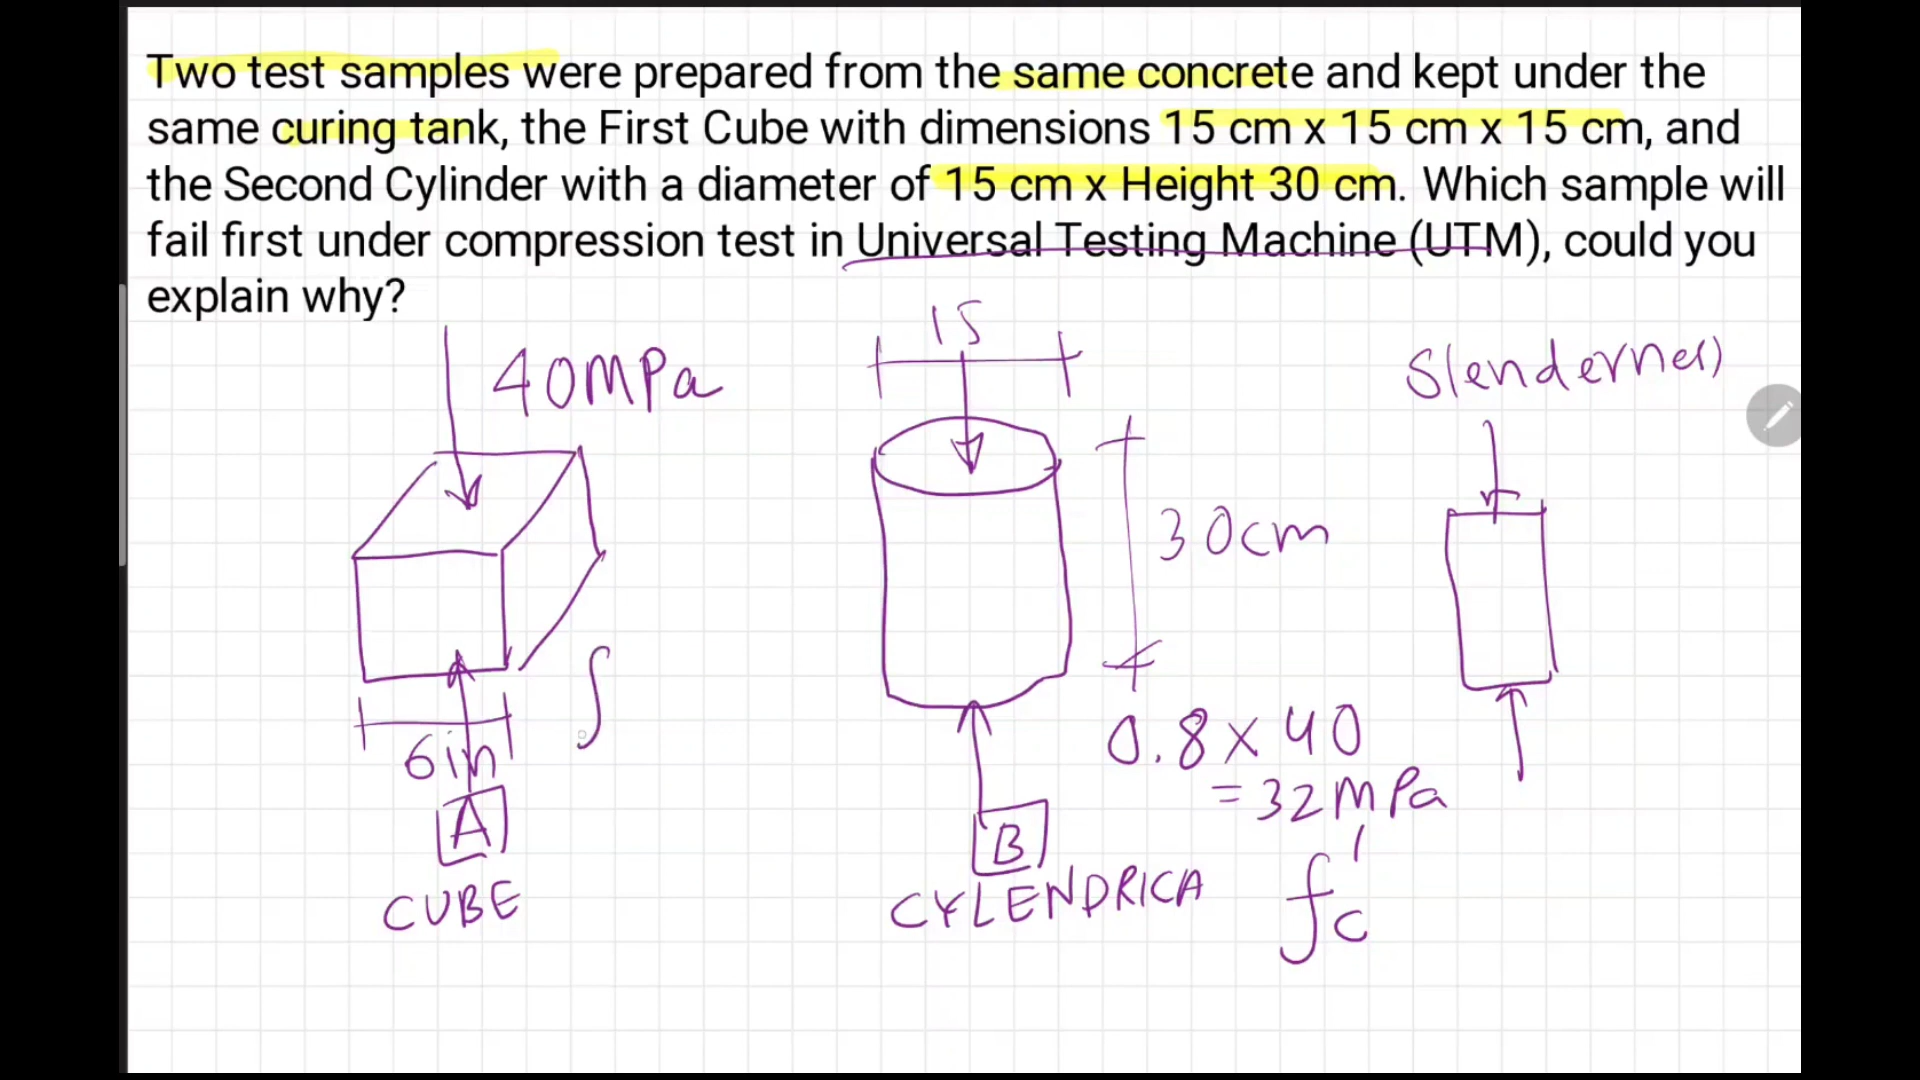 Two test samples were prepared from the same concrete and kept under the
same curing tank, the First Cube with dimensions 15 cm x 15 cm x 15 cm, and
the Second Cylinder with a diameter of 15 cm x Height 30 cm. Which sample will
fail first under compression test in Universal Testing Machine (UTM), could you
explain why?
15
40MPa
Slenderness
30cm
6in
0.8 x 40
= 32MPa
A
B
CUBE
CYLENDRICA
f'c